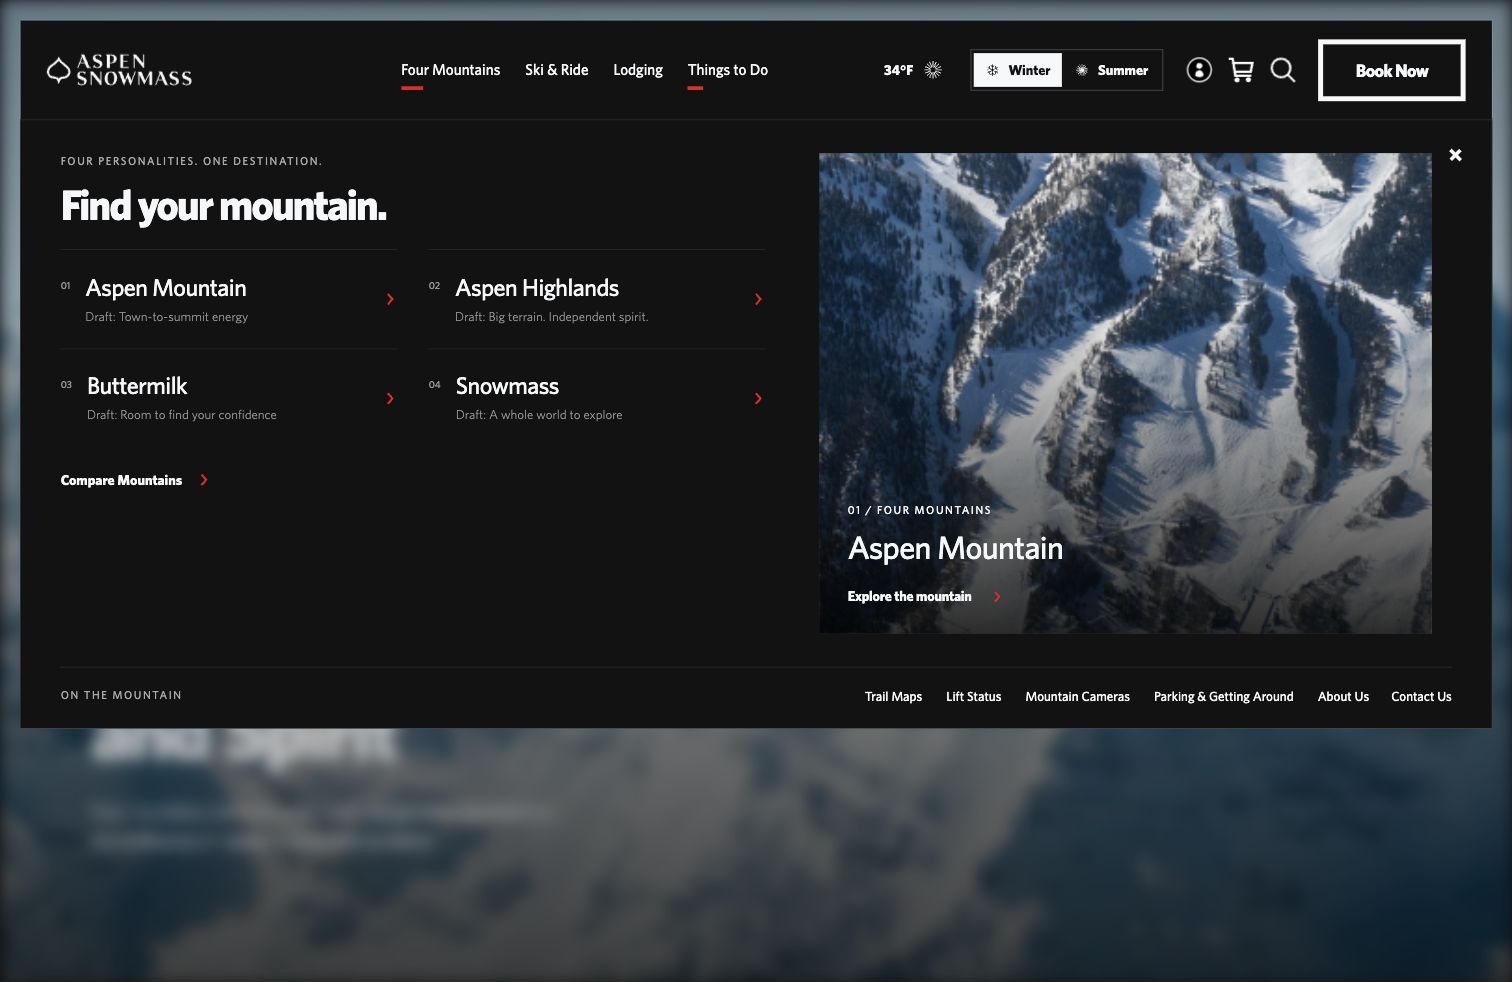 ASPEN
SNOWMASS
Four Mountains
Ski & Ride
Lodging
Things to Do
34°F
Winter
Summer
Book Now
FOUR PERSONALITIES. ONE DESTINATION.
Find your mountain.
01
Aspen Mountain
Draft: Town-to-summit energy
02
Aspen Highlands
Draft: Big terrain. Independent spirit.
03
Buttermilk
Draft: Room to find your confidence
04
Snowmass
Draft: A whole world to explore
Compare Mountains
01 / FOUR MOUNTAINS
Aspen Mountain
Explore the mountain
ON THE MOUNTAIN
Trail Maps
Lift Status
Mountain Cameras
Parking & Getting Around
About Us
Contact Us
and Spirit